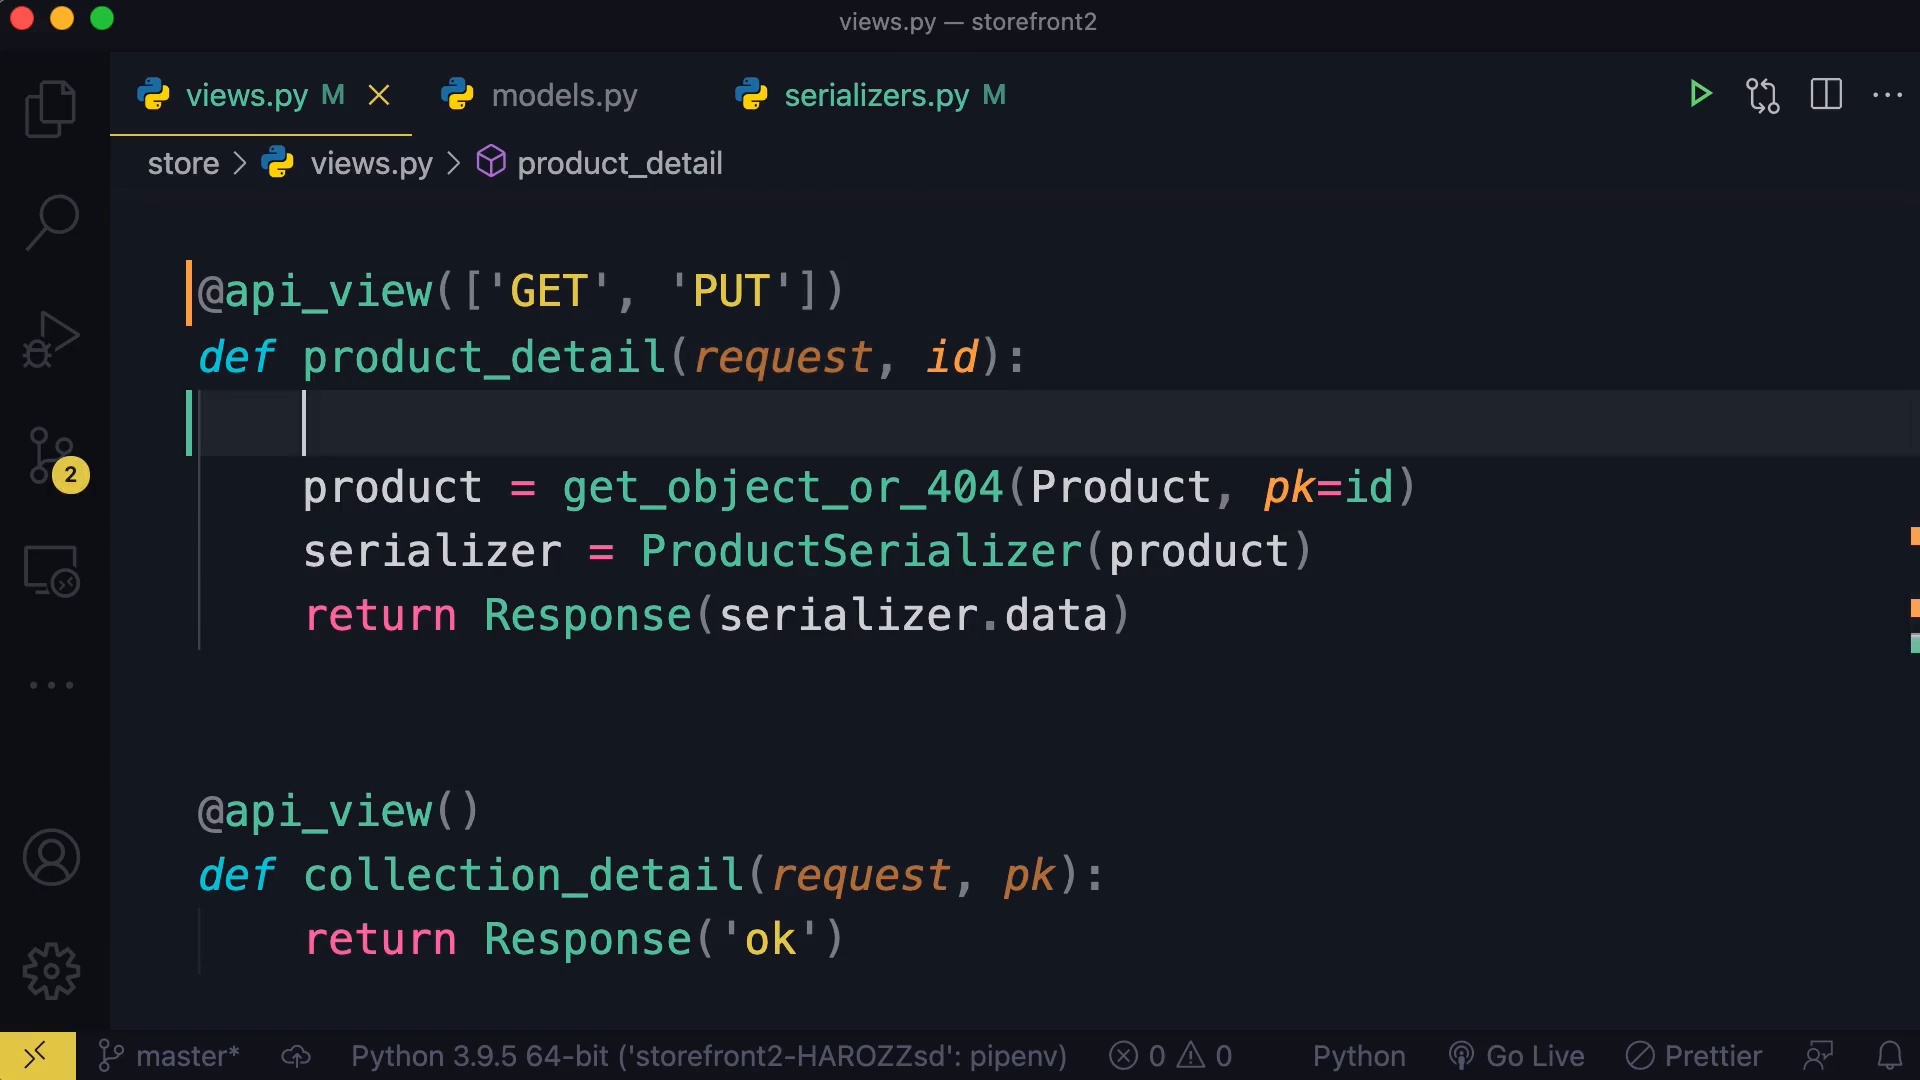 views.py — storefront2
views.py M models.py serializers.py M
store > views.py > product_detail
@api_view(['GET', 'PUT'])
def product_detail(request, id):
product = get_object_or_404(Product, pk=id)
serializer = ProductSerializer(product)
return Response(serializer.data)
@api_view()
def collection_detail(request, pk):
return Response('ok')
2
master* Python 3.9.5 64-bit ('storefront2-HAROZZsd': pipenv) 0 0 Python Go Live Prettier